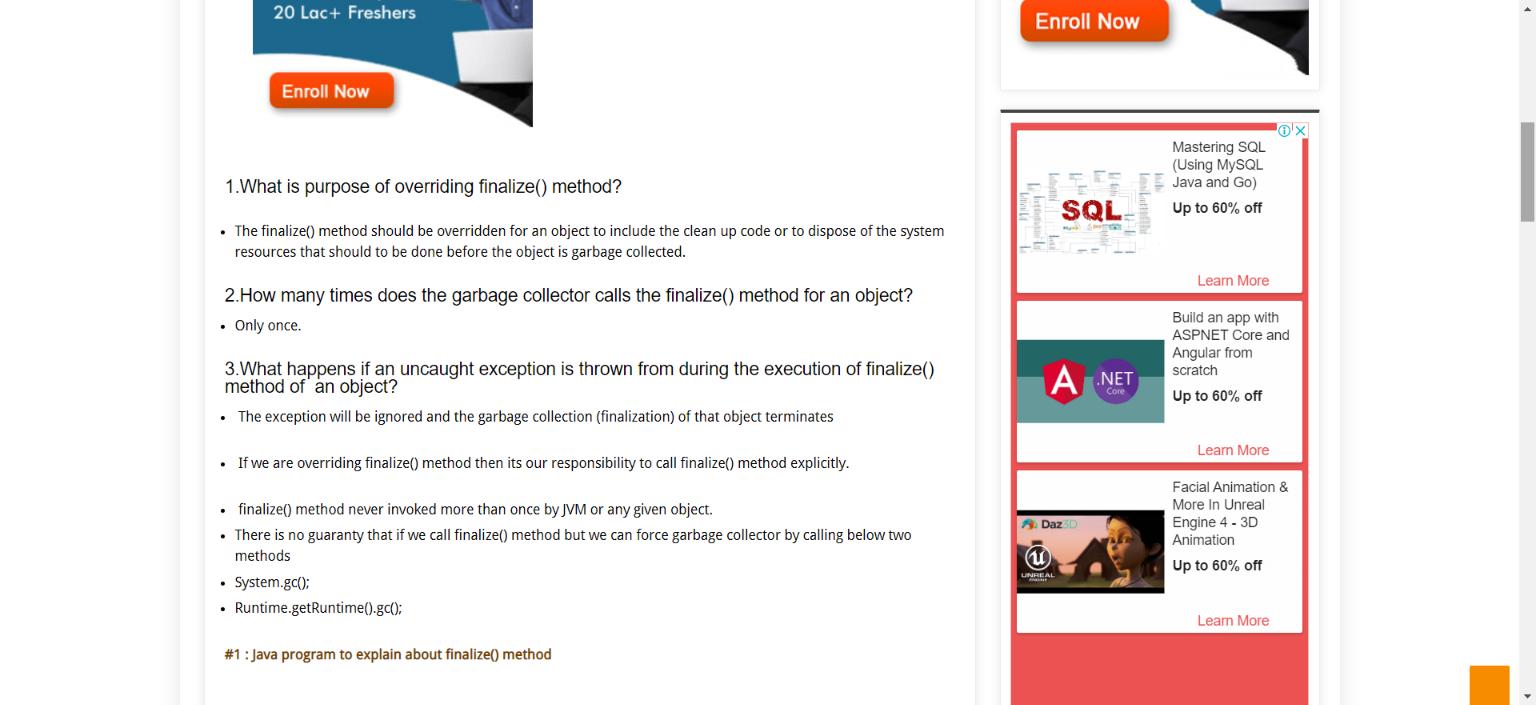 20 Lac+ Freshers
Enroll Now
1.What is purpose of overriding finalize() method?
The finalize() method should be overridden for an object to include the clean up code or to dispose of the system
resources that should to be done before the object is garbage collected.
2.How many times does the garbage collector calls the finalize() method for an object?
Only once.
3.What happens if an uncaught exception is thrown from during the execution of finalize()
method of  an object?
The exception will be ignored and the garbage collection (finalization) of that object terminates
If we are overriding finalize() method then its our responsibility to call finalize() method explicitly.
finalize() method never invoked more than once by JVM or any given object.
There is no guaranty that if we call finalize() method but we can force garbage collector by calling below two
methods
System.gc();
Runtime.getRuntime().gc();
#1 : Java program to explain about finalize() method
Enroll Now
SQL
Mastering SQL
(Using MySQL
Java and Go)
Up to 60% off
Learn More
A
.NET
Core
Build an app with
ASPNET Core and
Angular from
scratch
Up to 60% off
Learn More
Daz3D
UNREAL
ENGINE
Facial Animation &
More In Unreal
Engine 4 - 3D
Animation
Up to 60% off
Learn More